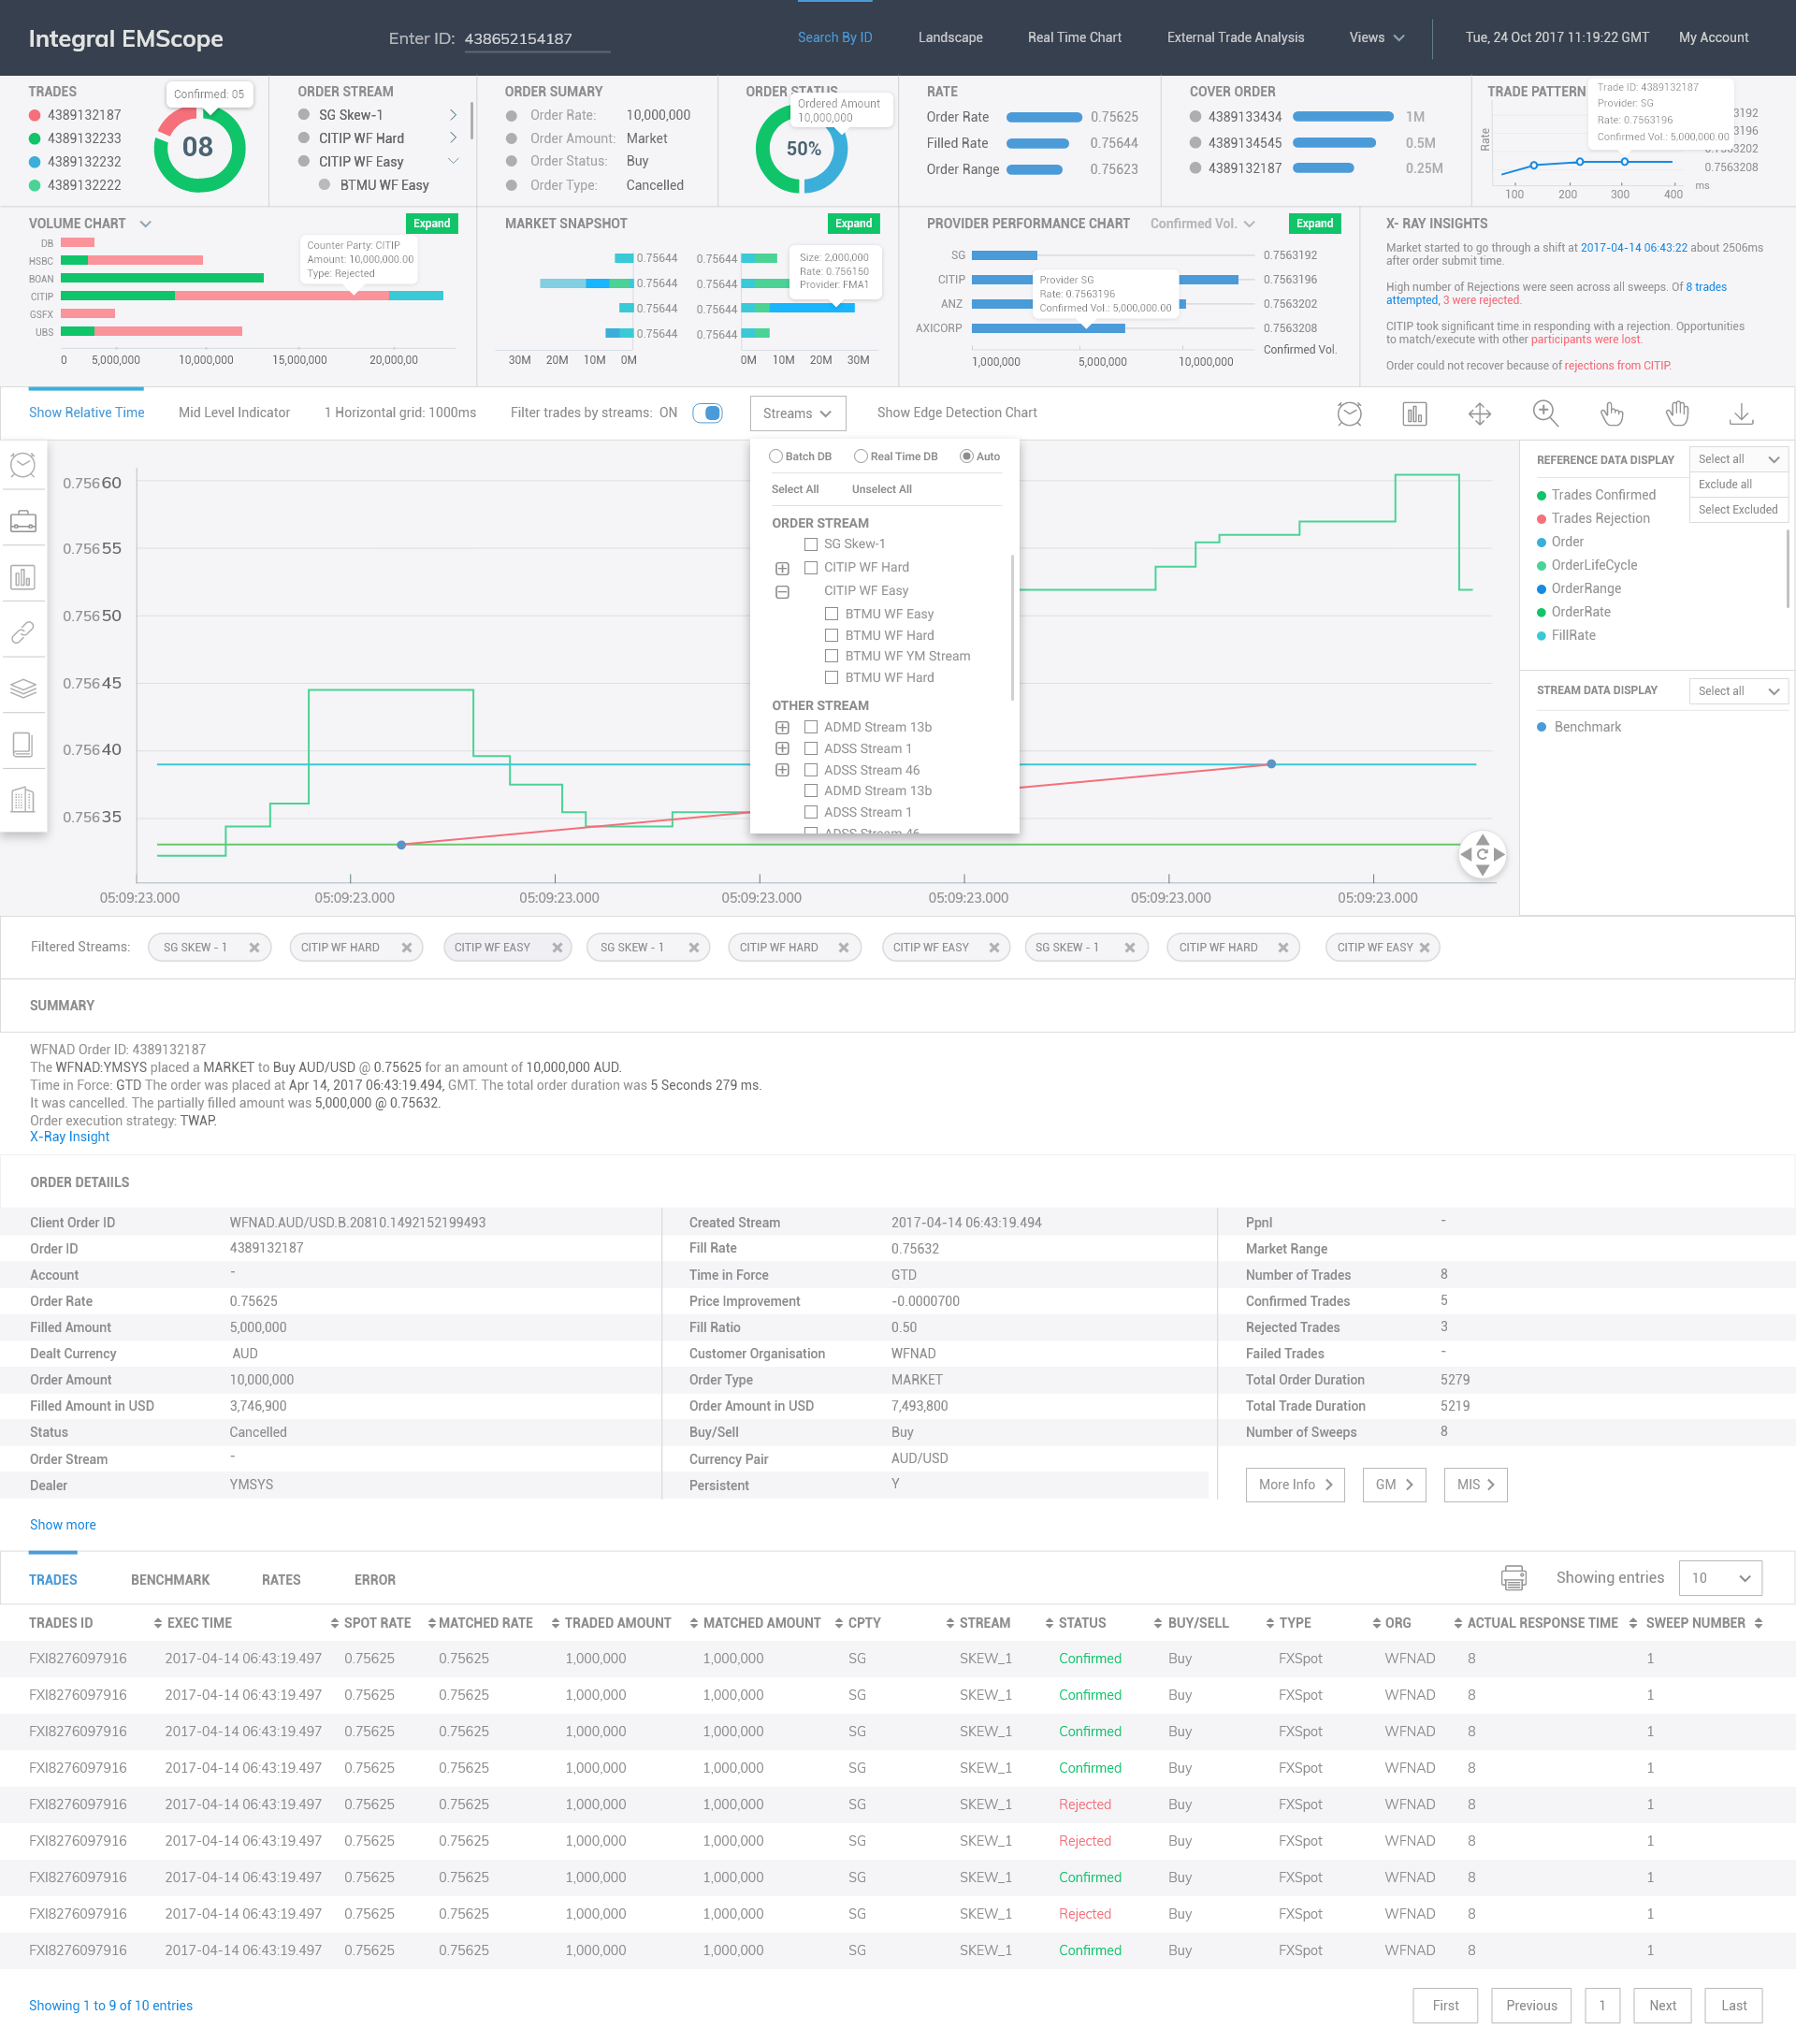 Integral EMScope
Enter ID: 438652154187
Search By ID
Landscape
Real Time Chart
External Trade Analysis
Views
Tue, 24 Oct 2017 11:19:22 GMT
My Account
TRADES
4389132187
4389132233
4389132232
4389132222
Confirmed: 05
08
ORDER STREAM
SG Skew-1
CITIP WF Hard
CITIP WF Easy
BTMU WF Easy
ORDER SUMARY
Order Rate: 10,000,000
Order Amount: Market
Order Status: Buy
Order Type: Cancelled
ORDER STATUS
Ordered Amount
10,000,000
50%
RATE
Order Rate 0.75625
Filled Rate 0.75644
Order Range 0.75623
COVER ORDER
4389133434 1M
4389134545 0.5M
4389132187 0.25M
TRADE PATTERN
Trade ID: 4389132187
Provider: SG
Rate: 0.7563196
Confirmed Vol.: 5,000,000.00
Rate
3192
3196
0.7563202
0.7563208
ms
100 200 300 400
VOLUME CHART
Expand
DB
HSBC
BOAN
CITIP
GSFX
UBS
Counter Party: CITIP
Amount: 10,000,000.00
Type: Rejected
0 5,000,000 10,000,000 15,000,000 20,000,00
MARKET SNAPSHOT
Expand
0.75644 0.75644
0.75644 0.75644
0.75644 0.75644
0.75644 0.75644
Size: 2,000,000
Rate: 0.756150
Provider: FMA1
30M 20M 10M 0M 0M 10M 20M 30M
PROVIDER PERFORMANCE CHART
Confirmed Vol.
Expand
SG 0.7563192
CITIP 0.7563196
ANZ 0.7563202
AXICORP 0.7563208
Provider SG
Rate: 0.7563196
Confirmed Vol.: 5,000,000.00
Confirmed Vol.
1,000,000 5,000,000 10,000,000
X- RAY INSIGHTS
Market started to go through a shift at 2017-04-14 06:43:22 about 2506ms
after order submit time.
High number of Rejections were seen across all sweeps. Of 8 trades
attempted, 3 were rejected.
CITIP took significant time in responding with a rejection. Opportunities
to match/execute with other participants were lost.
Order could not recover because of rejections from CITIP.
Show Relative Time
Mid Level Indicator
1 Horizontal grid: 1000ms
Filter trades by streams: ON
Streams
Show Edge Detection Chart
0.75660
0.75655
0.75650
0.75645
0.75640
0.75635
05:09:23.000 05:09:23.000 05:09:23.000 05:09:23.000 05:09:23.000 05:09:23.000 05:09:23.000
Batch DB Real Time DB Auto
Select All Unselect All
ORDER STREAM
SG Skew-1
CITIP WF Hard
CITIP WF Easy
BTMU WF Easy
BTMU WF Hard
BTMU WF YM Stream
BTMU WF Hard
OTHER STREAM
ADMD Stream 13b
ADSS Stream 1
ADSS Stream 46
ADMD Stream 13b
ADSS Stream 1
ADSS Stream 46
REFERENCE DATA DISPLAY
Select all
Exclude all
Select Excluded
Trades Confirmed
Trades Rejection
Order
OrderLifeCycle
OrderRange
OrderRate
FillRate
STREAM DATA DISPLAY
Select all
Benchmark
Filtered Streams: SG SKEW - 1 CITIP WF HARD CITIP WF EASY SG SKEW - 1 CITIP WF HARD CITIP WF EASY SG SKEW - 1 CITIP WF HARD CITIP WF EASY
SUMMARY
WFNAD Order ID: 4389132187
The WFNAD:YMSYS placed a MARKET to Buy AUD/USD @ 0.75625 for an amount of 10,000,000 AUD.
Time in Force: GTD The order was placed at Apr 14, 2017 06:43:19.494, GMT. The total order duration was 5 Seconds 279 ms.
It was cancelled. The partially filled amount was 5,000,000 @ 0.75632.
Order execution strategy: TWAP.
X-Ray Insight
ORDER DETAIILS
Client Order ID WFNAD.AUD/USD.B.20810.1492152199493
Order ID 4389132187
Account -
Order Rate 0.75625
Filled Amount 5,000,000
Dealt Currency AUD
Order Amount 10,000,000
Filled Amount in USD 3,746,900
Status Cancelled
Order Stream -
Dealer YMSYS
Created Stream 2017-04-14 06:43:19.494
Fill Rate 0.75632
Time in Force GTD
Price Improvement -0.0000700
Fill Ratio 0.50
Customer Organisation WFNAD
Order Type MARKET
Order Amount in USD 7,493,800
Buy/Sell Buy
Currency Pair AUD/USD
Persistent Y
Ppnl -
Market Range
Number of Trades 8
Confirmed Trades 5
Rejected Trades 3
Failed Trades -
Total Order Duration 5279
Total Trade Duration 5219
Number of Sweeps 8
More Info GM MIS
Show more
TRADES BENCHMARK RATES ERROR
Showing entries 10
TRADES ID EXEC TIME SPOT RATE MATCHED RATE TRADED AMOUNT MATCHED AMOUNT CPTY STREAM STATUS BUY/SELL TYPE ORG ACTUAL RESPONSE TIME SWEEP NUMBER
FXI8276097916 2017-04-14 06:43:19.497 0.75625 0.75625 1,000,000 1,000,000 SG SKEW_1 Confirmed Buy FXSpot WFNAD 8 1
FXI8276097916 2017-04-14 06:43:19.497 0.75625 0.75625 1,000,000 1,000,000 SG SKEW_1 Confirmed Buy FXSpot WFNAD 8 1
FXI8276097916 2017-04-14 06:43:19.497 0.75625 0.75625 1,000,000 1,000,000 SG SKEW_1 Confirmed Buy FXSpot WFNAD 8 1
FXI8276097916 2017-04-14 06:43:19.497 0.75625 0.75625 1,000,000 1,000,000 SG SKEW_1 Confirmed Buy FXSpot WFNAD 8 1
FXI8276097916 2017-04-14 06:43:19.497 0.75625 0.75625 1,000,000 1,000,000 SG SKEW_1 Rejected Buy FXSpot WFNAD 8 1
FXI8276097916 2017-04-14 06:43:19.497 0.75625 0.75625 1,000,000 1,000,000 SG SKEW_1 Rejected Buy FXSpot WFNAD 8 1
FXI8276097916 2017-04-14 06:43:19.497 0.75625 0.75625 1,000,000 1,000,000 SG SKEW_1 Confirmed Buy FXSpot WFNAD 8 1
FXI8276097916 2017-04-14 06:43:19.497 0.75625 0.75625 1,000,000 1,000,000 SG SKEW_1 Rejected Buy FXSpot WFNAD 8 1
FXI8276097916 2017-04-14 06:43:19.497 0.75625 0.75625 1,000,000 1,000,000 SG SKEW_1 Confirmed Buy FXSpot WFNAD 8 1
Showing 1 to 9 of 10 entries
First Previous 1 Next Last